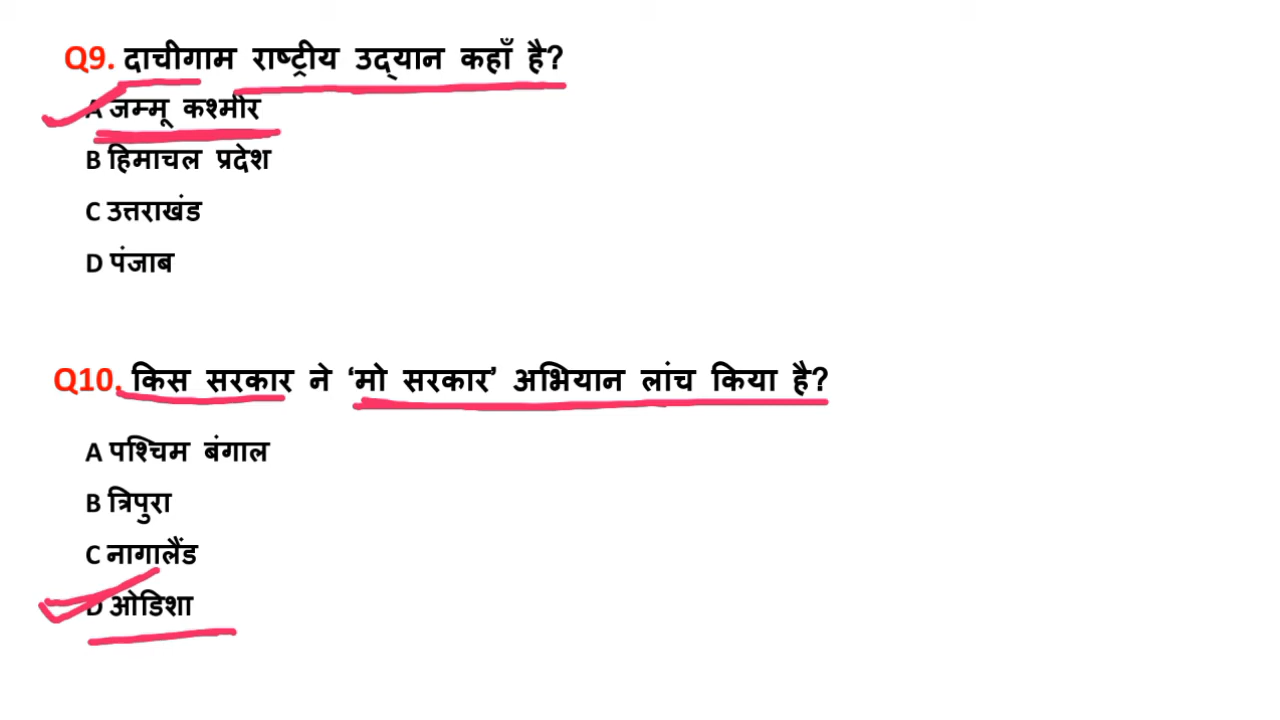 Q9. दाचीगाम राष्ट्रीय उद्यान कहाँ है?
A जम्मू कश्मीर
B हिमाचल प्रदेश
C उत्तराखंड
D पंजाब
Q10. किस सरकार ने ‘मो सरकार’ अभियान लांच किया है?
A पश्चिम बंगाल
B त्रिपुरा
C नागालैंड
D ओडिशा